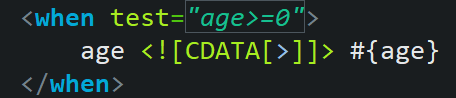 <when test="age>=0">
age <![CDATA[>]]> #{age}
</when>